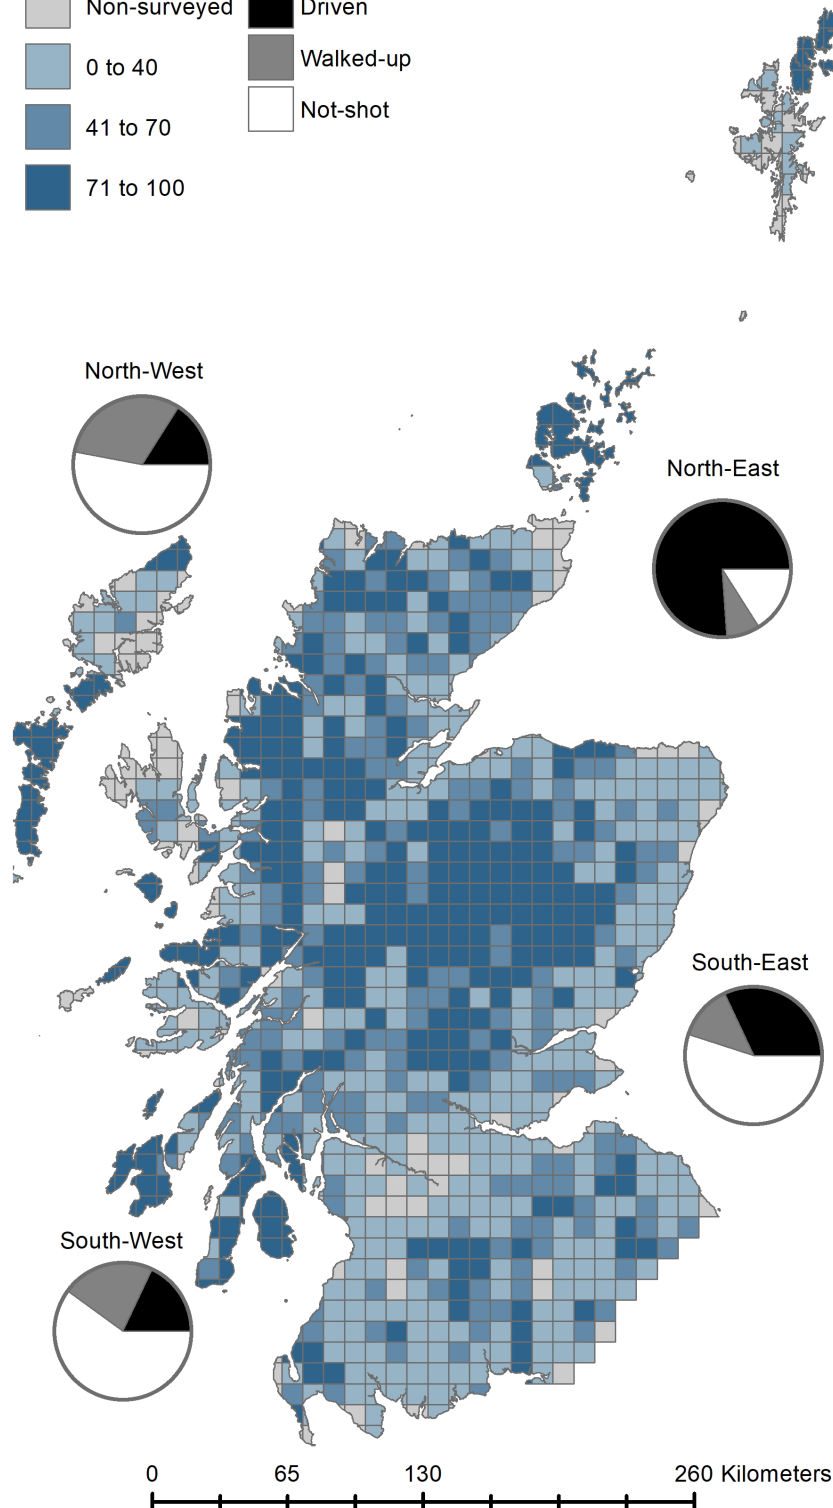 Non-surveyed
Driven
0 to 40
Walked-up
41 to 70
Not-shot
71 to 100
North-West
North-East
South-East
South-West
0 65 130 260 Kilometers